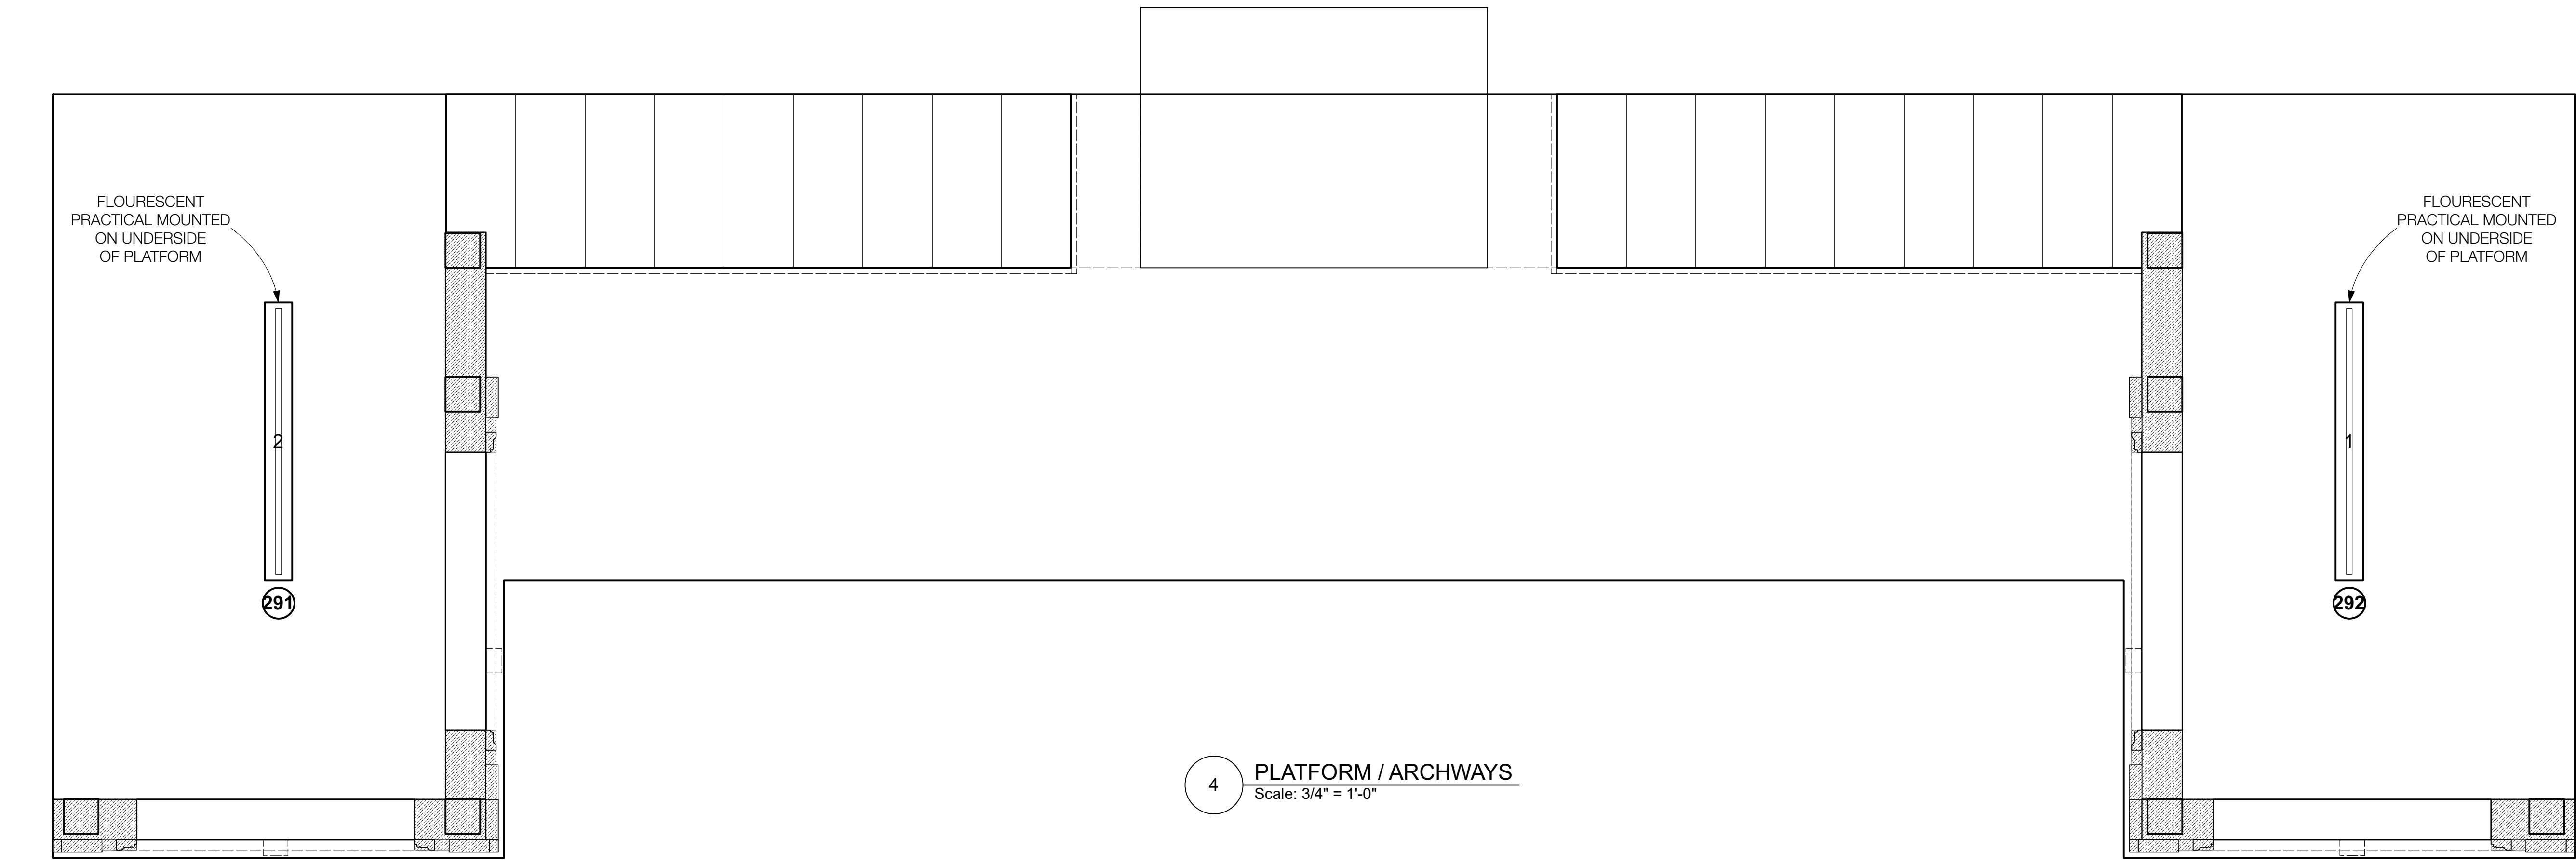 FLOURESCENT
PRACTICAL MOUNTED
ON UNDERSIDE
OF PLATFORM
2
291
FLOURESCENT
PRACTICAL MOUNTED
ON UNDERSIDE
OF PLATFORM
1
292
4
PLATFORM / ARCHWAYS
Scale: 3/4" = 1'-0"